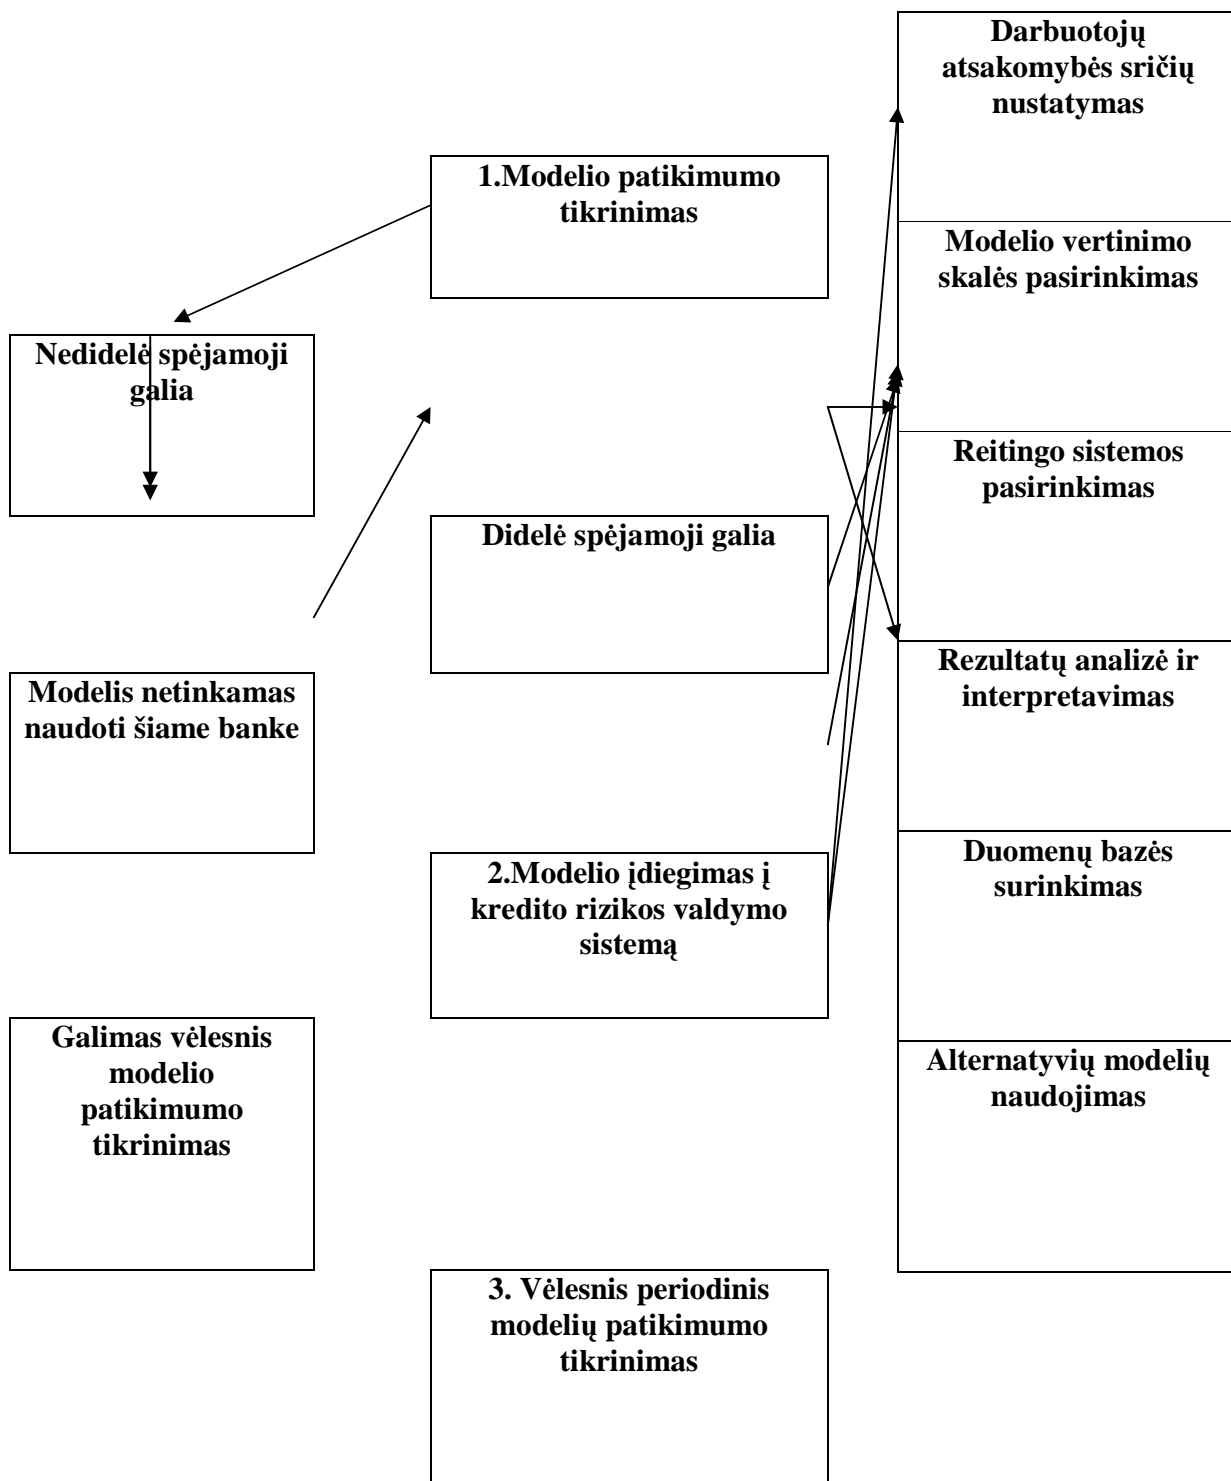 Darbuotojų
atsakomybės sričių
nustatymas
1.Modelio patikimumo
tikrinimas
Modelio vertinimo
skalės pasirinkimas
Nedidelė spėjamoji
galia
Reitingo sistemos
pasirinkimas
Didelė spėjamoji galia
Rezultatų analizė ir
interpretavimas
Modelis netinkamas
naudoti šiame banke
Duomenų bazės
surinkimas
2.Modelio įdiegimas į
kredito rizikos valdymo
sistemą
Galimas vėlesnis
modelio
patikimumo
tikrinimas
Alternatyvių modelių
naudojimas
3. Vėlesnis periodinis
modelių patikimumo
tikrinimas